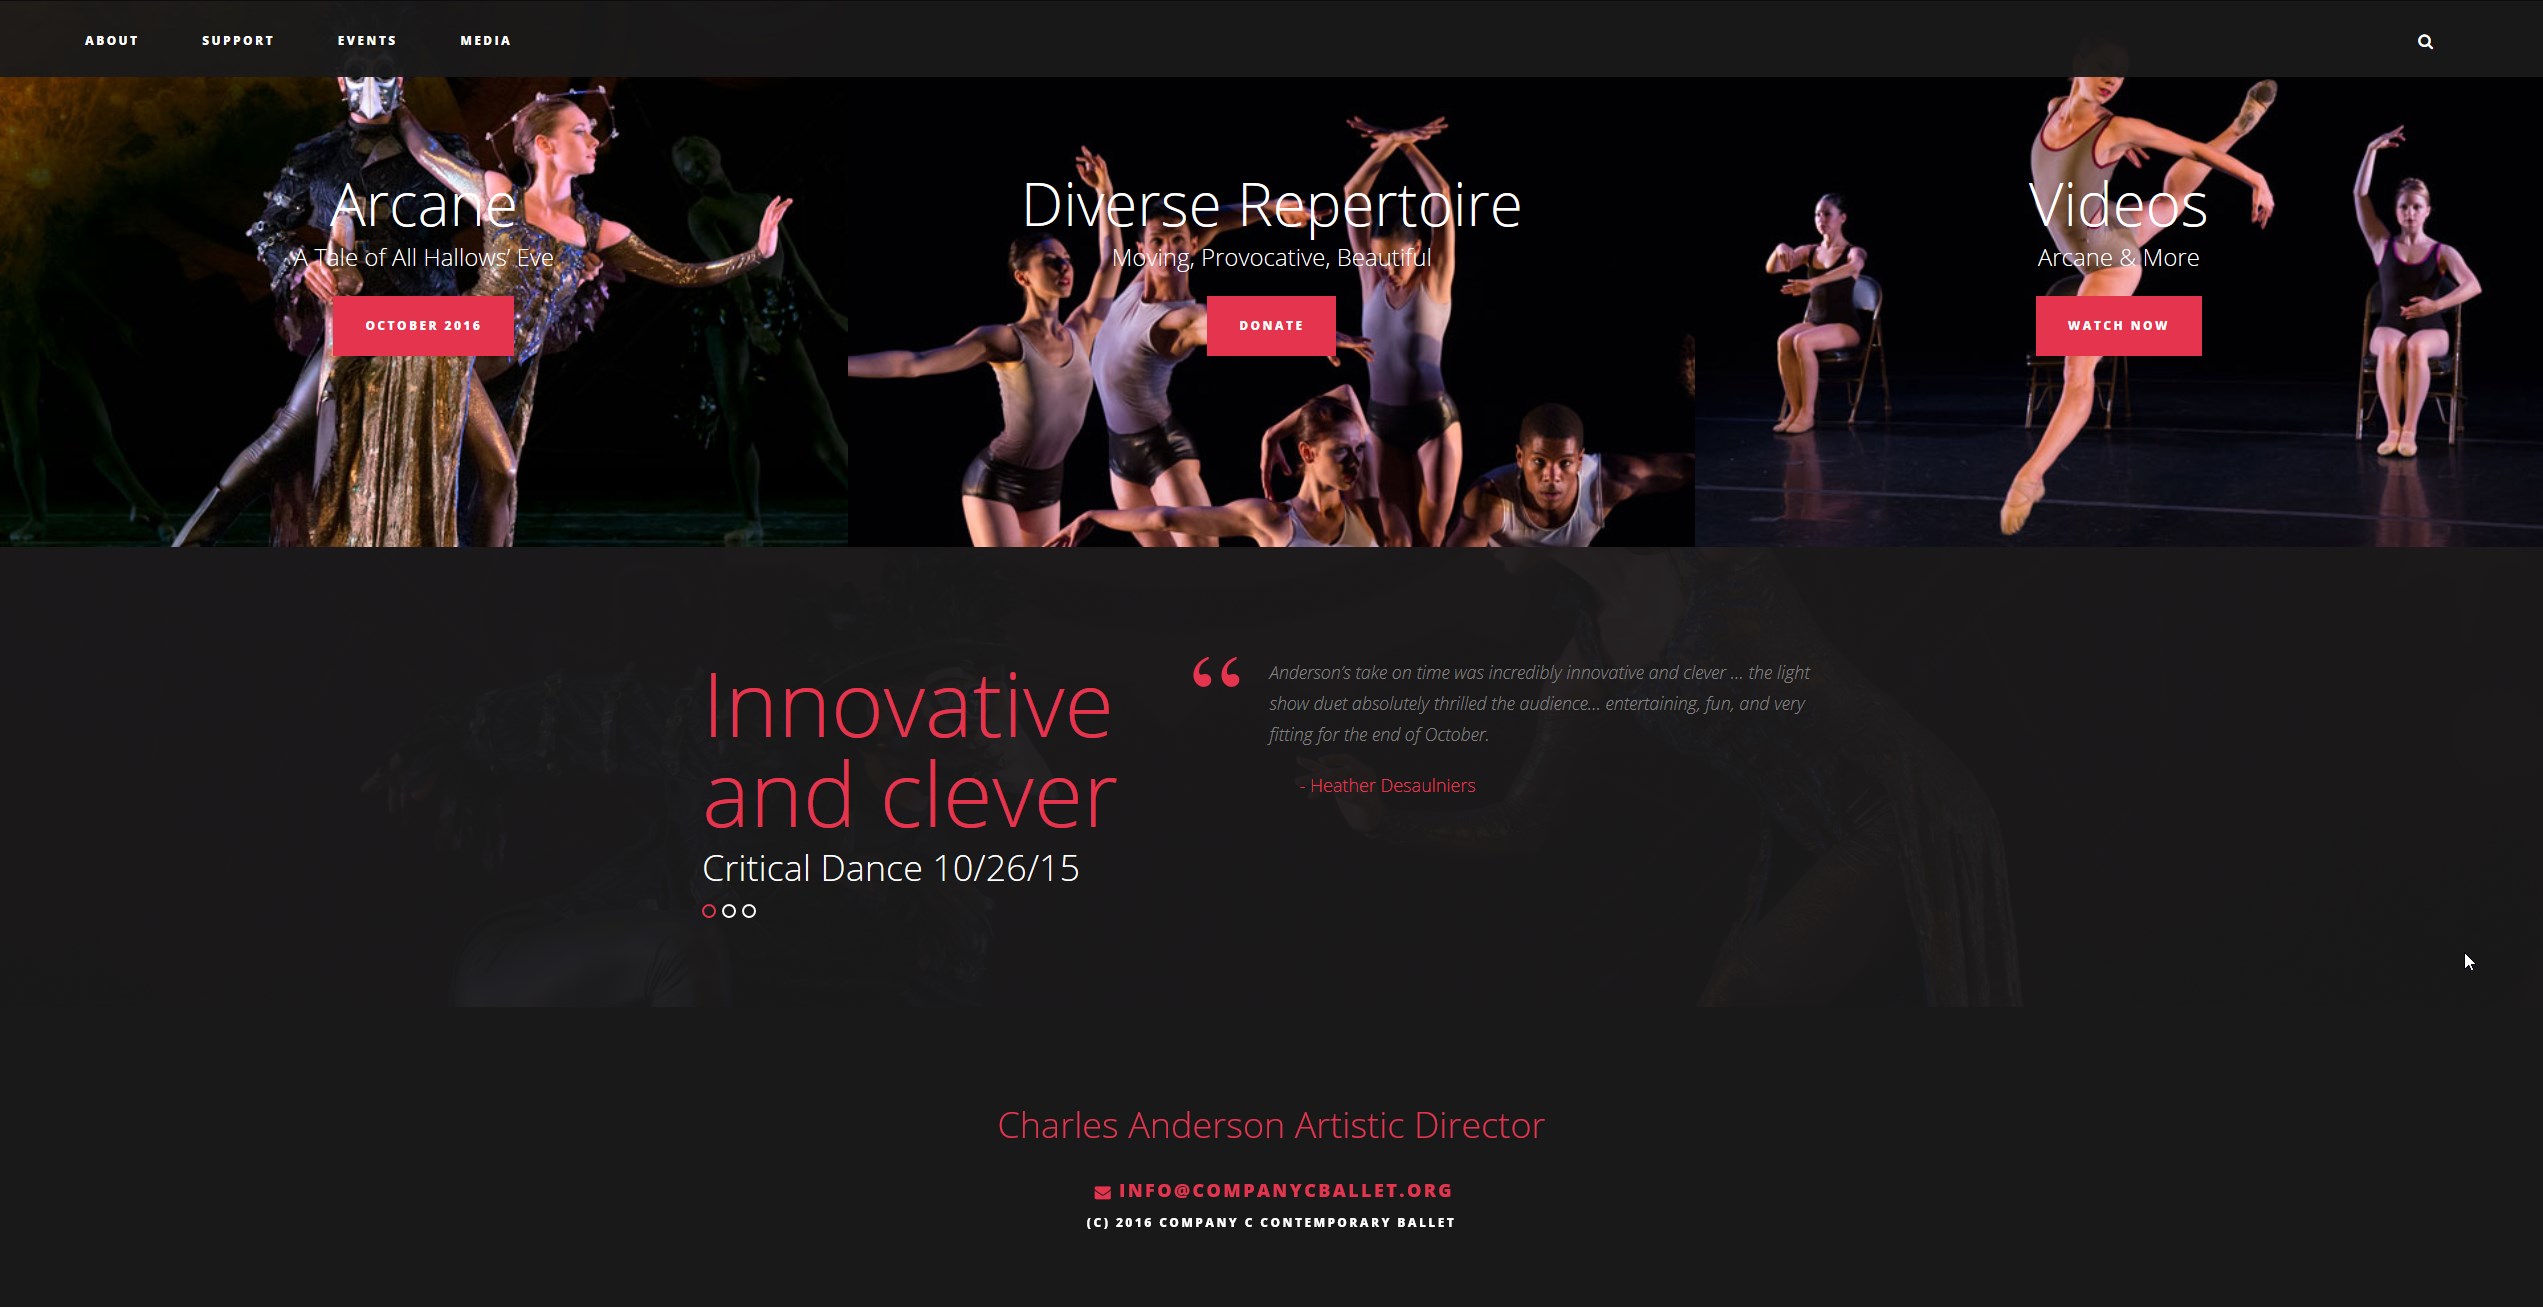 ABOUT SUPPORT EVENTS MEDIA
Arcane
A Tale of All Hallows’ Eve
OCTOBER 2016
Diverse Repertoire
Moving, Provocative, Beautiful
DONATE
Videos
Arcane & More
WATCH NOW
Innovative
and clever
Critical Dance 10/26/15
“
Anderson’s take on time was incredibly innovative and clever … the light
show duet absolutely thrilled the audience… entertaining, fun, and very
fitting for the end of October.
- Heather Desaulniers
Charles Anderson Artistic Director
INFO@COMPANYCBALLET.ORG
(C) 2016 COMPANY C CONTEMPORARY BALLET